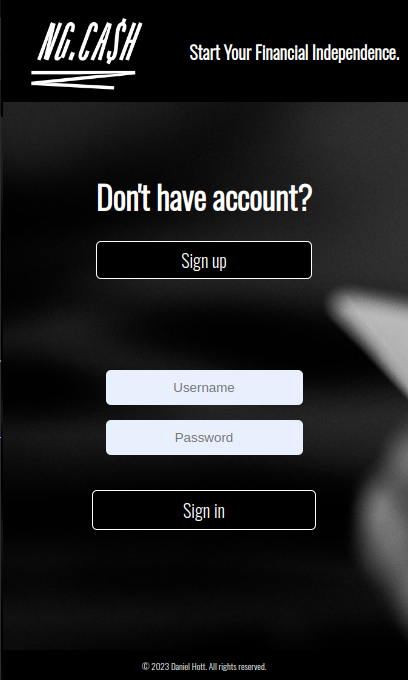 NG.CA$H
Start Your Financial Independence.
Don't have account?
Sign up
Username
Password
Sign in
© 2023 Daniel Hott. All rights reserved.